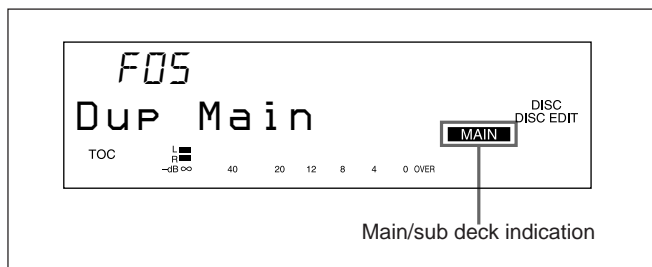 F05
Dup Main
DISC
DISC EDIT
MAIN
TOC
L
R
-dB ∞ 40 20 12 8 4 0 OVER
Main/sub deck indication